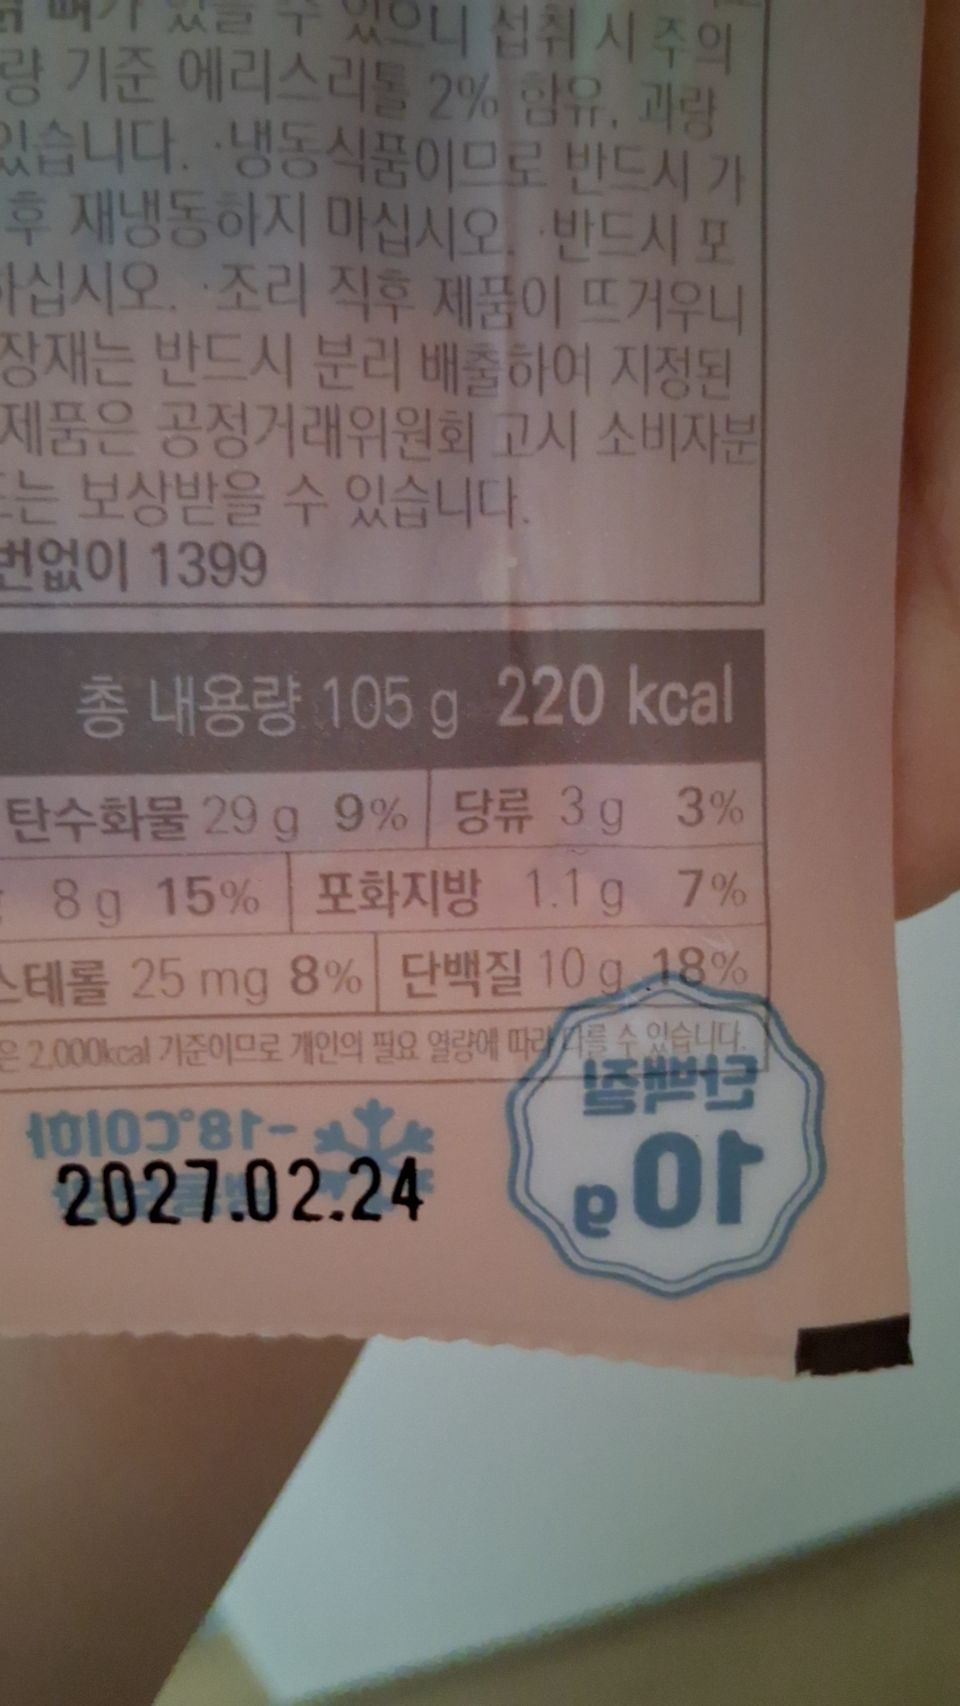 뼈가 있을 수 있으니 섭취 시 주의
량 기준 에리스리톨 2% 함유, 과량
있습니다. ·냉동식품이므로 반드시 가
후 재냉동하지 마십시오. ·반드시 포
하십시오. ·조리 직후 제품이 뜨거우니
장재는 반드시 분리 배출하여 지정된
제품은 공정거래위원회 고시 소비자분
또는 보상받을 수 있습니다.
번없이 1399
총 내용량 105 g 220 kcal
탄수화물 29 g 9% 당류 3 g 3%
8 g 15% 포화지방 1.1 g 7%
스테롤 25 mg 8% 단백질 10 g 18%
은 2,000kcal 기준이므로 개인의 필요 열량에 따라 다를 수 있습니다.
단백질
10g
-18℃이하
2027.02.24